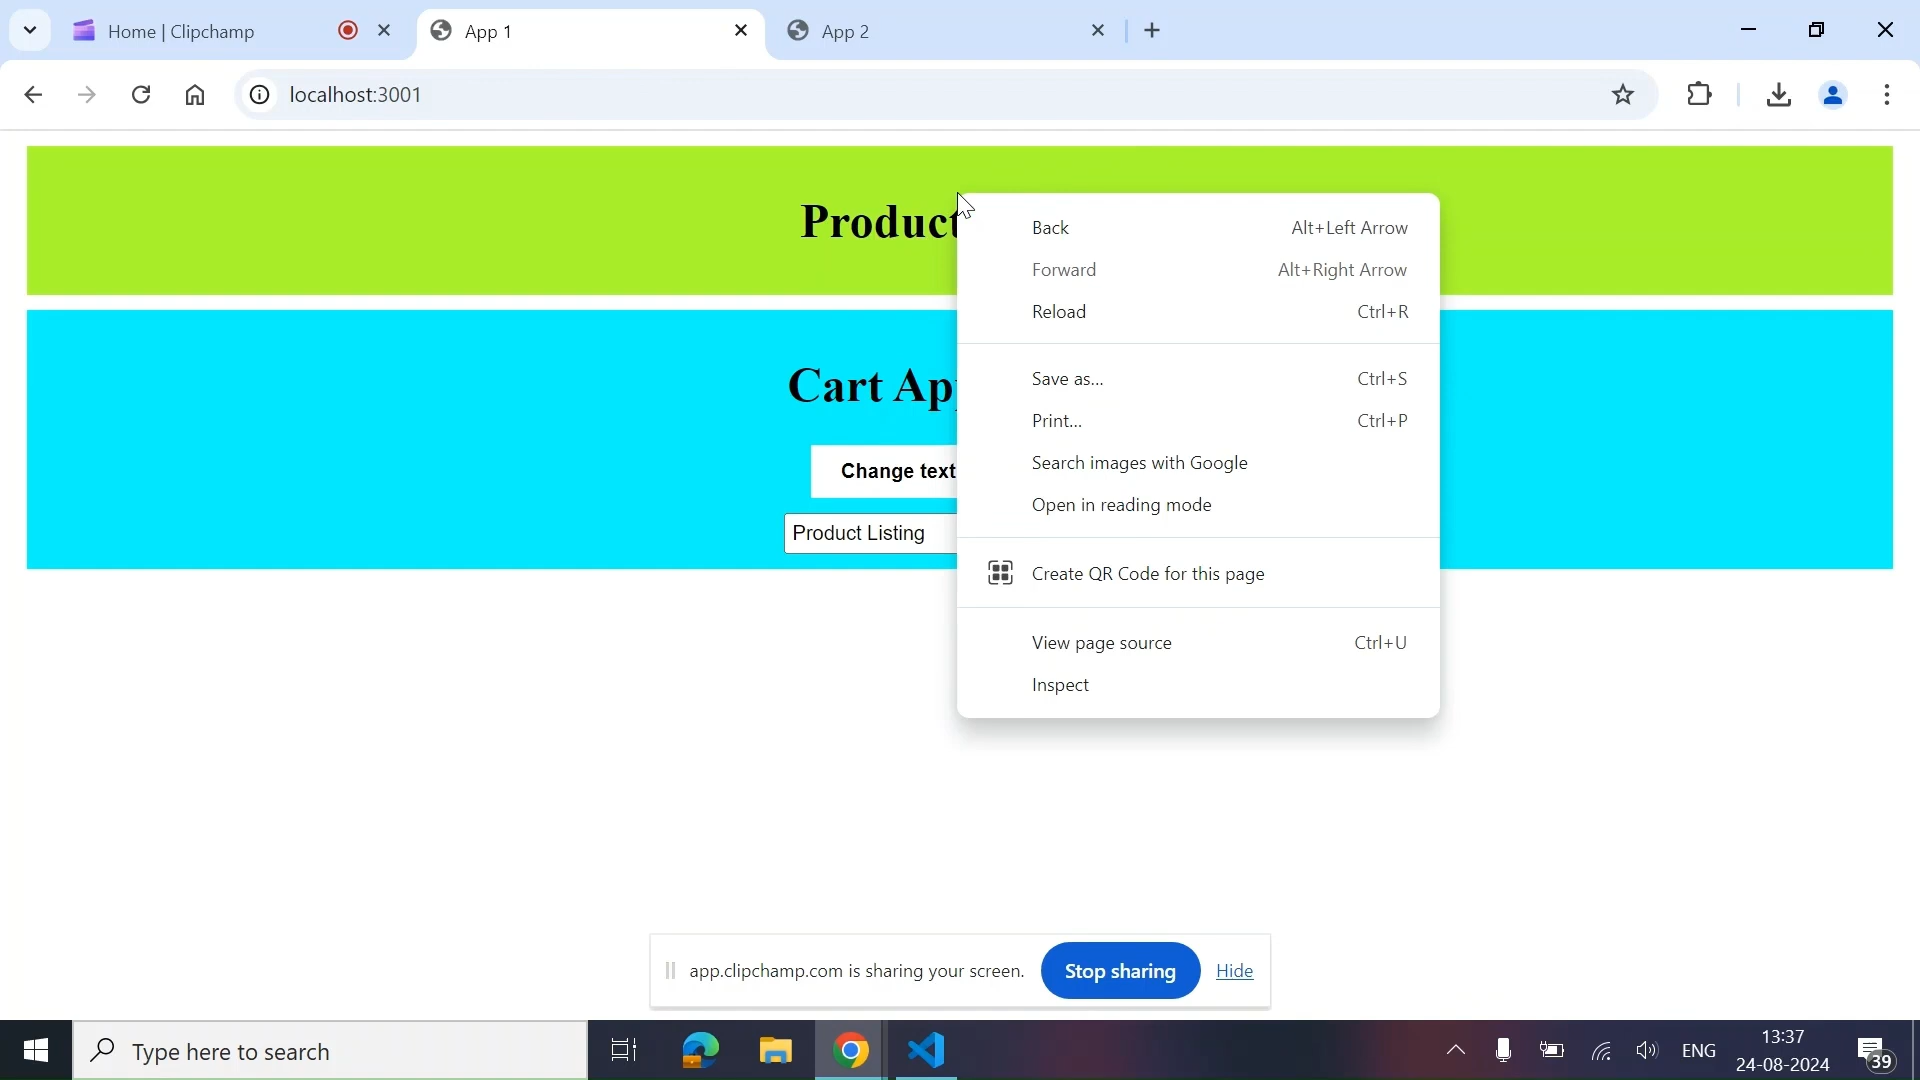 Home | Clipchamp
App 1
App 2
localhost:3001
Product
Cart Ap
Change text
Product Listing
Back Alt+Left Arrow
Forward Alt+Right Arrow
Reload Ctrl+R
Save as... Ctrl+S
Print... Ctrl+P
Search images with Google
Open in reading mode
Create QR Code for this page
View page source Ctrl+U
Inspect
app.clipchamp.com is sharing your screen. Stop sharing Hide
Type here to search
ENG
13:37
24-08-2024
39